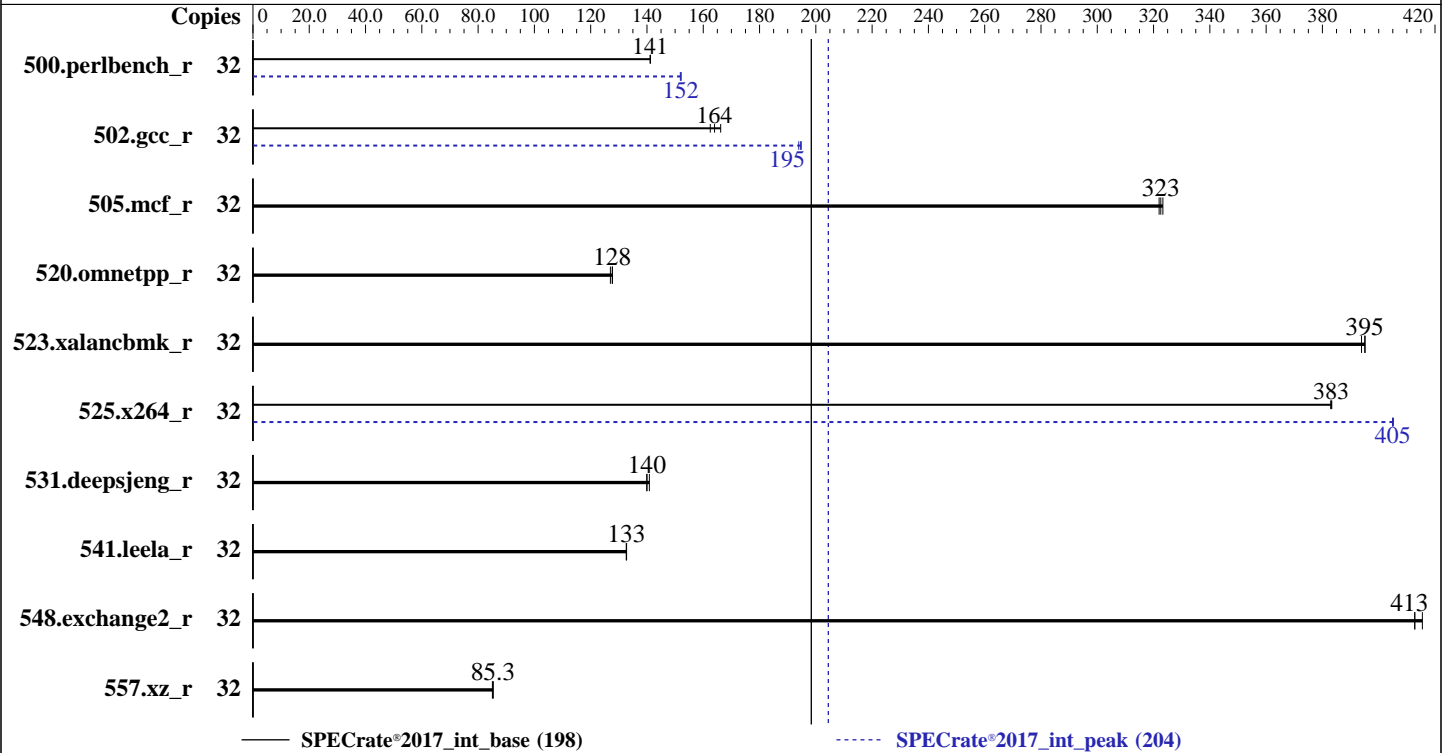 Copies 0 20.0 40.0 60.0 80.0 100 120 140 160 180 200 220 240 260 280 300 320 340 360 380 420
141
500.perlbench_r 32
152
164
502.gcc_r 32
195
323
505.mcf_r 32
128
520.omnetpp_r 32
395
523.xalancbmk_r 32
383
525.x264_r 32
405
140
531.deepsjeng_r 32
133
541.leela_r 32
413
548.exchange2_r 32
85.3
557.xz_r 32
SPECrate®2017_int_base (198) SPECrate®2017_int_peak (204)